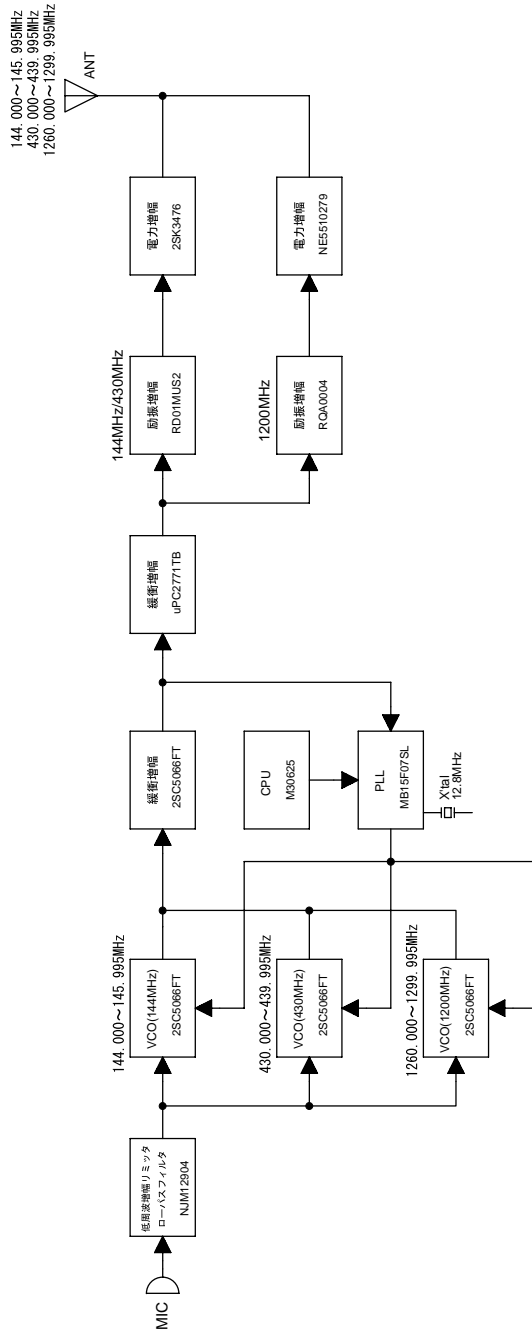 MIC
低周波増幅リミッタ
ローパスフィルタ
NJM12904
144.000～145.995MHz
VCO(144MHz)
2SC5066FT
430.000～439.995MHz
VCO(430MHz)
2SC5066FT
1260.000～1299.995MHz
VCO(1200MHz)
2SC5066FT
緩衝増幅
2SC5066FT
CPU
M30625
PLL
MB15F07SL
X'tal
12.8MHz
緩衝増幅
uPC2771TB
144MHz/430MHz
励振増幅
RD01MUS2
1200MHz
励振増幅
RQA0004
電力増幅
2SK3476
電力増幅
NE5510279
144.000～145.995MHz
430.000～439.995MHz
1260.000～1299.995MHz
ANT